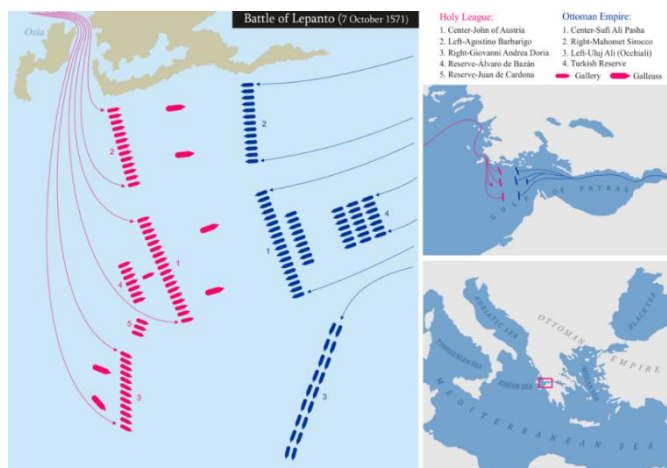 Battle of Lepanto (7 October 1571)
Oxia
2
2
1
1
4
4
5
3
3
Holy League:
1. Center-John of Austria
2. Left-Agostino Barbarigo
3. Right-Giovanni Andrea Doria
4. Reserve-Álvaro de Bazán
5. Reserve-Juan de Cardona
Gallery
Galleass
Ottoman Empire:
1. Center-Sufi Ali Pasha
2. Right-Mahomet Sirocco
3. Left-Uluj Ali (Occhiali)
4. Turkish Reserve
GULF OF PATRAS
ADRIATIC SEA
BLACK SEA
OTTOMAN EMPIRE
TYRRHENIAN SEA
IONIAN SEA
AEGEAN SEA
MEDITERRANEAN SEA